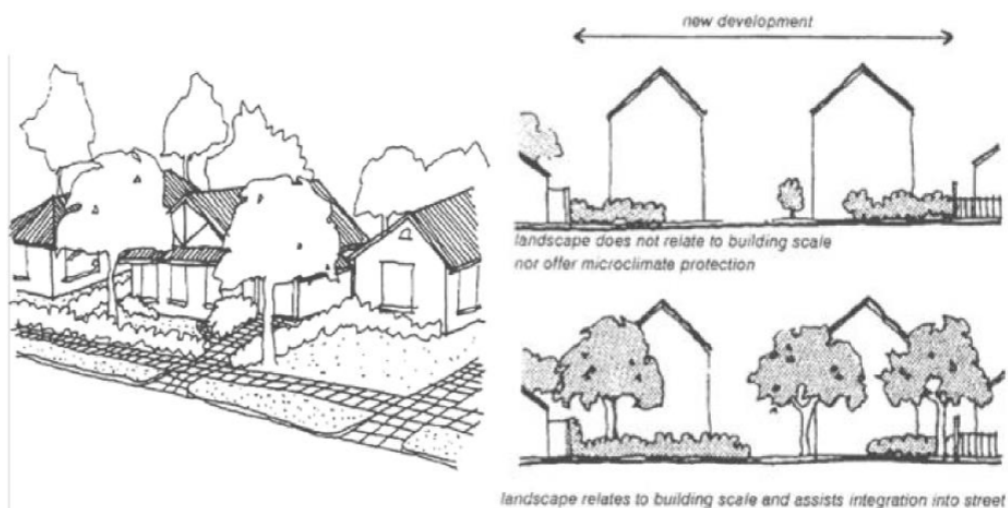 new development
landscape does not relate to building scale
nor offer microclimate protection
landscape relates to building scale and assists integration into street